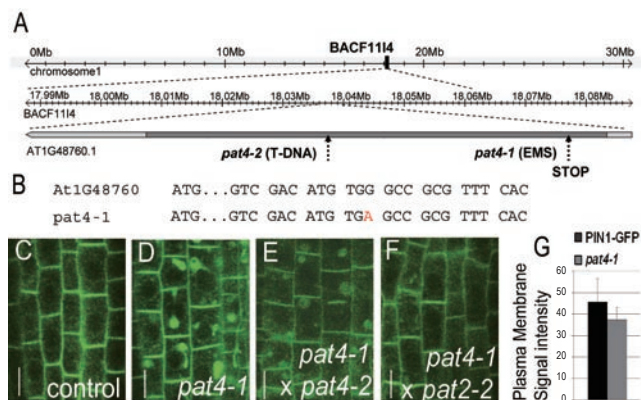 A
0Mb 10Mb BACF11I4 20Mb 30Mb
chromosome1
17,99Mb 18,00Mb 18,01Mb 18,02Mb 18,03Mb 18,04Mb 18,05Mb 18,06Mb 18,07Mb 18,08Mb
BACF11I4
AT1G48760.1 pat4-2 (T-DNA) pat4-1 (EMS)
STOP
B
At1G48760 ATG...GTC GAC ATG TGG GCC GCG TTT CAC
pat4-1 ATG...GTC GAC ATG TGA GCC GCG TTT CAC
C
control
D
pat4-1
E
pat4-1
x pat4-2
F
pat4-1
x pat2-2
G
PIN1-GFP
pat4-1
Plasma Membrane
Signal intensity
60
50
40
30
20
10
0